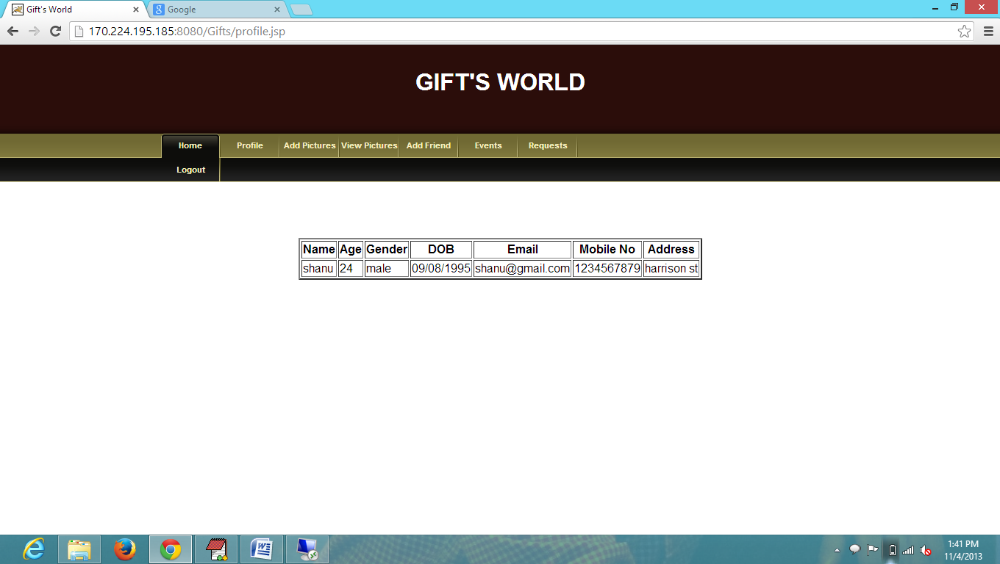 Gift's World
Google
170.224.195.185:8080/Gifts/profile.jsp
GIFT'S WORLD
Home Profile Add Pictures View Pictures Add Friend Events Requests
Logout
Name Age Gender DOB Email Mobile No Address
shanu 24 male 09/08/1995 shanu@gmail.com 1234567879 harrison st
1:41 PM
11/4/2013